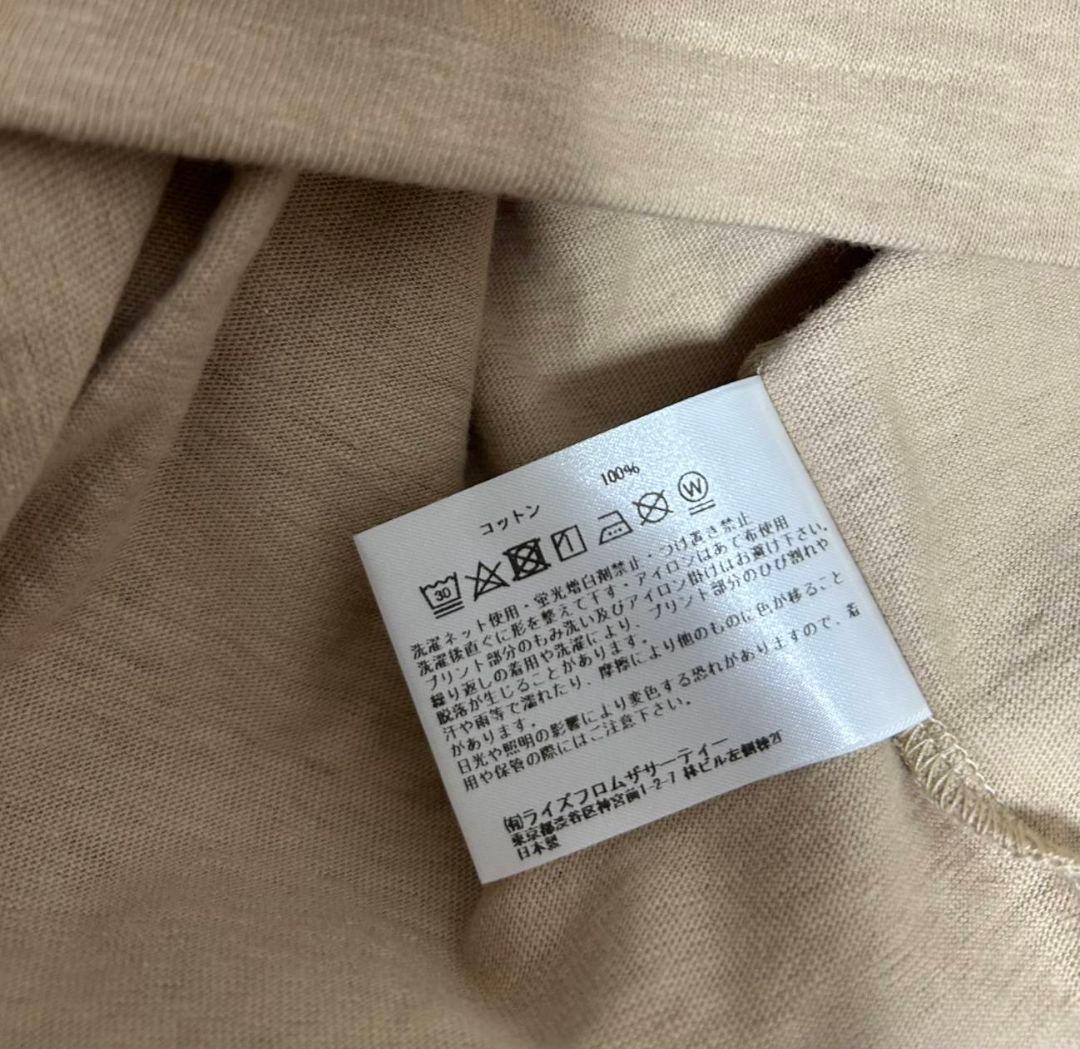 コットン 100%
30 W
洗濯ネット使用・蛍光増白剤禁止・つけ置き禁止
洗濯後直ぐに形を整えて干す・アイロンはあて布使用
プリント部分のもみ洗い及びアイロン掛けはお避け下さい。
繰り返しの着用や洗濯により、プリント部分のひび割れや
脱落が生じることがあります。
汗や雨等で濡れたり、摩擦により他のものに色が移ること
があります。
日光や照明の影響により変色する恐れがありますので、着
用や保管の際にはご注意下さい。
(有)ライズフロムザサーティー
東京都渋谷区神宮前1-2-7 林ビル左側棟2F
日本製